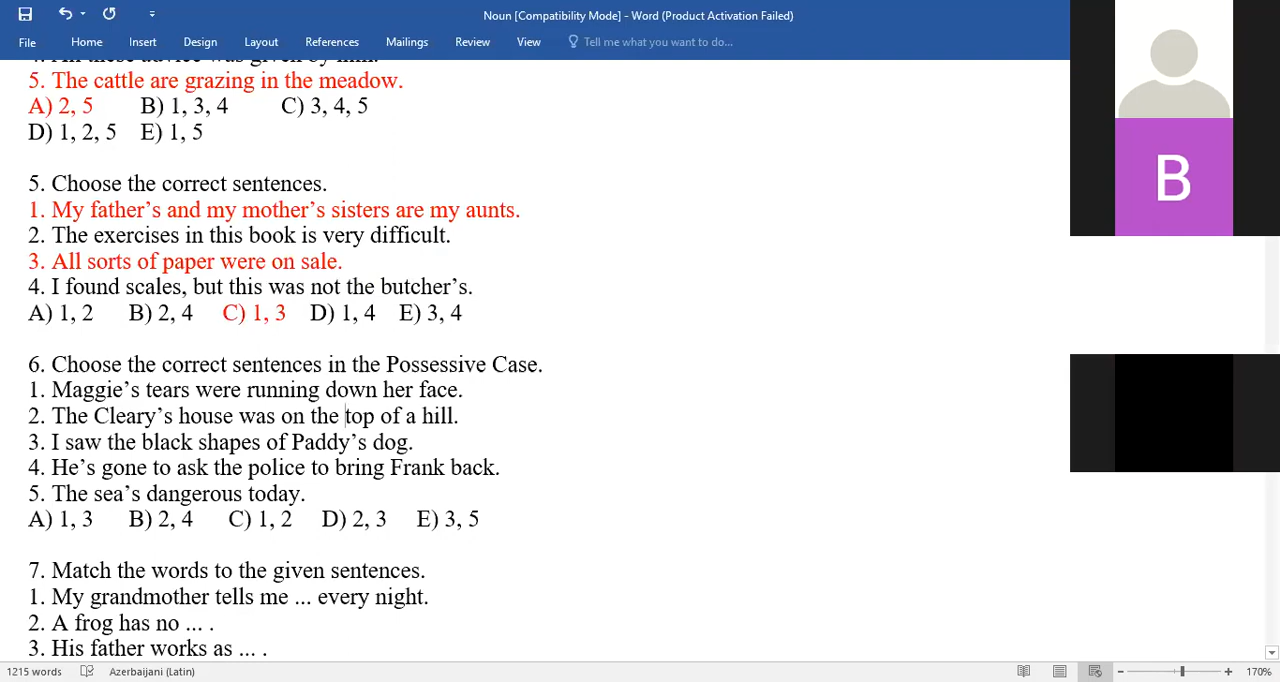 Noun [Compatibility Mode] - Word (Product Activation Failed)
File Home Insert Design Layout References Mailings Review View Tell me what you want to do...
4. All these advice was given by him.
5. The cattle are grazing in the meadow.
A) 2, 5 B) 1, 3, 4 C) 3, 4, 5
D) 1, 2, 5 E) 1, 5
5. Choose the correct sentences.
1. My father’s and my mother’s sisters are my aunts.
2. The exercises in this book is very difficult.
3. All sorts of paper were on sale.
4. I found scales, but this was not the butcher’s.
A) 1, 2 B) 2, 4 C) 1, 3 D) 1, 4 E) 3, 4
6. Choose the correct sentences in the Possessive Case.
1. Maggie’s tears were running down her face.
2. The Cleary’s house was on the top of a hill.
3. I saw the black shapes of Paddy’s dog.
4. He’s gone to ask the police to bring Frank back.
5. The sea’s dangerous today.
A) 1, 3 B) 2, 4 C) 1, 2 D) 2, 3 E) 3, 5
7. Match the words to the given sentences.
1. My grandmother tells me ... every night.
2. A frog has no ... .
3. His father works as ... .
B
1215 words Azerbaijani (Latin) 170%